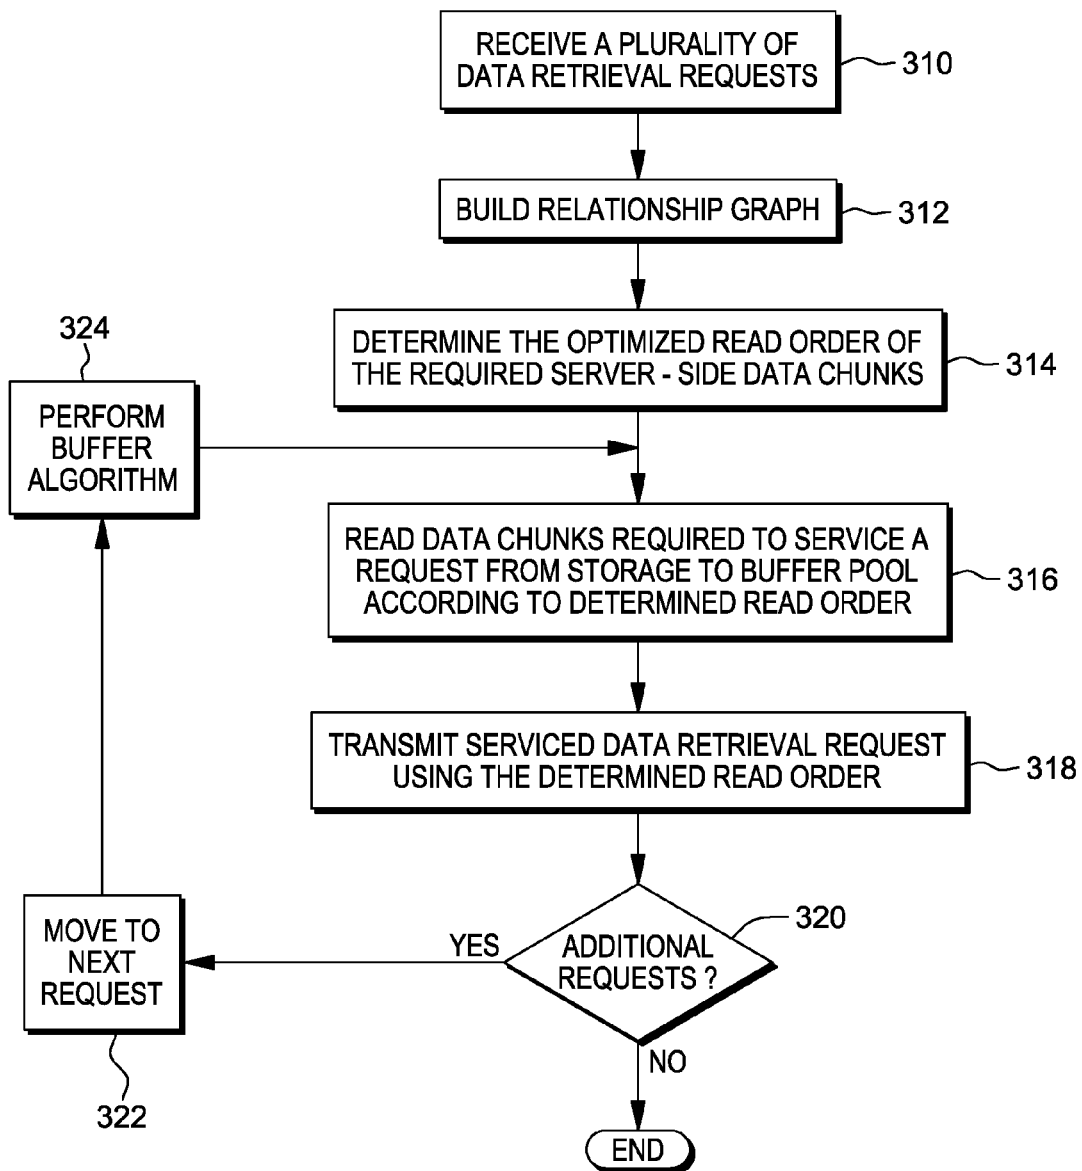 RECEIVE A PLURALITY OF
DATA RETRIEVAL REQUESTS
310
BUILD RELATIONSHIP GRAPH
312
DETERMINE THE OPTIMIZED READ ORDER OF
THE REQUIRED SERVER - SIDE DATA CHUNKS
314
324
PERFORM
BUFFER
ALGORITHM
READ DATA CHUNKS REQUIRED TO SERVICE A
REQUEST FROM STORAGE TO BUFFER POOL
ACCORDING TO DETERMINED READ ORDER
316
TRANSMIT SERVICED DATA RETRIEVAL REQUEST
USING THE DETERMINED READ ORDER
318
ADDITIONAL
REQUESTS ?
320
YES
MOVE TO
NEXT
REQUEST
322
NO
END